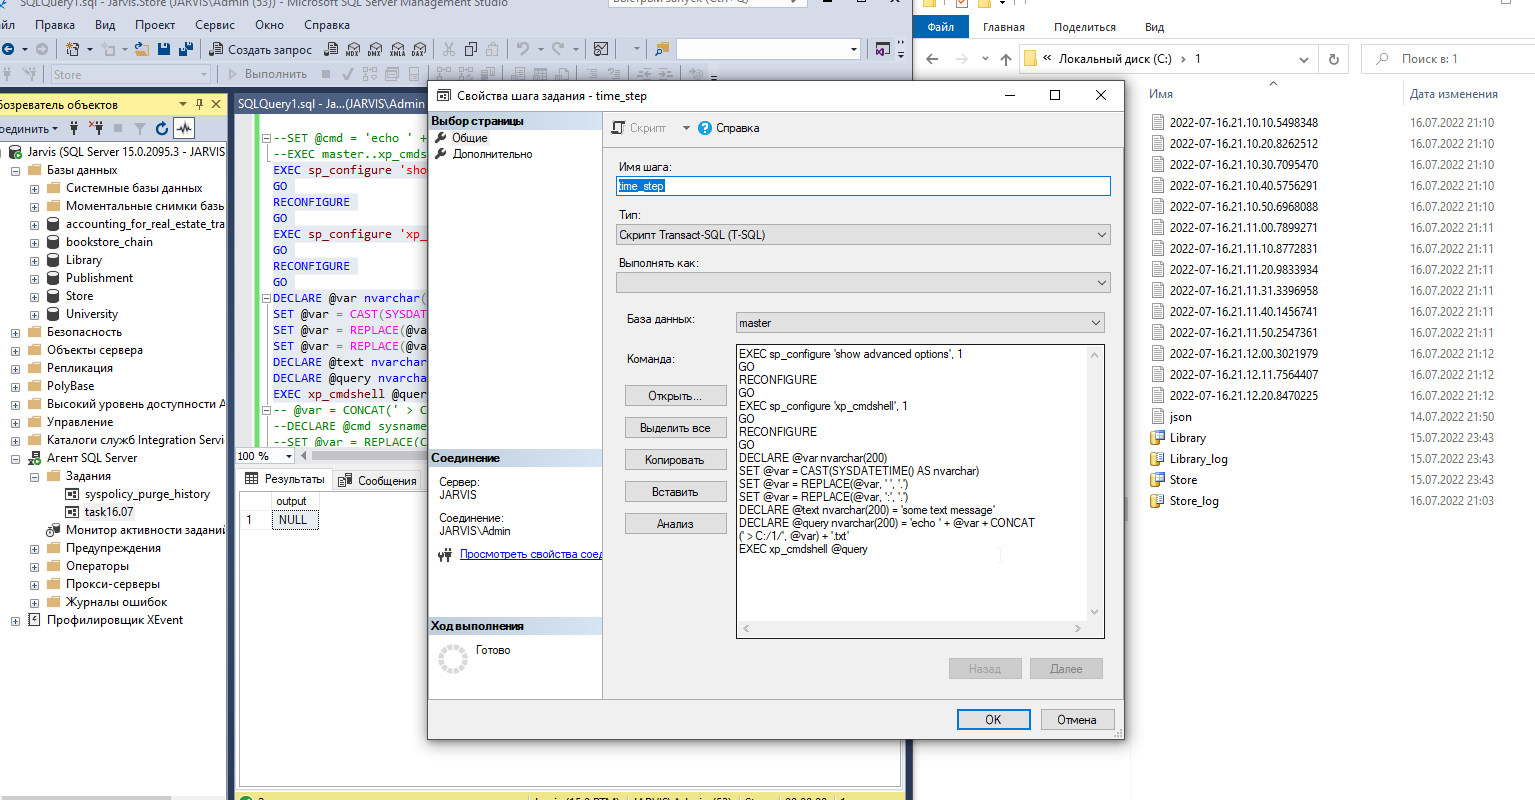 SQLQuery1.sql - Jarvis.Store (JARVIS\Admin (53)) - Microsoft SQL Server Management Studio
Быстрый запуск (Ctrl+Q)
Правка Вид Проект Сервис Окно Справка
Создать запрос
MDX DMX XMLA DAX
Store
Выполнить
Обозреватель объектов
Соединить
Jarvis (SQL Server 15.0.2095.3 - JARVIS
Базы данных
Системные базы данных
Моментальные снимки базы
accounting_for_real_estate_tra
bookstore_chain
Library
Publishment
Store
University
Безопасность
Объекты сервера
Репликация
PolyBase
Высокий уровень доступности A
Управление
Каталоги служб Integration Servi
Агент SQL Server
Задания
syspolicy_purge_history
task16.07
Монитор активности заданий
Предупреждения
Операторы
Прокси-серверы
Журналы ошибок
Профилировщик XEvent
SQLQuery1.sql - Ja...(JARVIS\Admin
--SET @cmd = 'echo ' +
--EXEC master..xp_cmds
EXEC sp_configure 'sho
GO
RECONFIGURE
GO
EXEC sp_configure 'xp_
GO
RECONFIGURE
GO
DECLARE @var nvarchar(
SET @var = CAST(SYSDAT
SET @var = REPLACE(@va
SET @var = REPLACE(@va
DECLARE @text nvarchar
DECLARE @query nvarcha
EXEC xp_cmdshell @quer
-- @var = CONCAT(' > C
--DECLARE @cmd sysname
--SET @var = REPLACE(C
100 %
Результаты Сообщения
output
1 NULL
Свойства шага задания - time_step
Выбор страницы
Общие
Дополнительно
Соединение
Сервер:
JARVIS
Соединение:
JARVIS\Admin
Просмотреть свойства соед
Ход выполнения
Готово
Скрипт Справка
Имя шага:
time_step
Тип:
Скрипт Transact-SQL (T-SQL)
Выполнять как:
База данных:
master
Команда:
Открыть...
Выделить все
Копировать
Вставить
Анализ
EXEC sp_configure 'show advanced options', 1
GO
RECONFIGURE
GO
EXEC sp_configure 'xp_cmdshell', 1
GO
RECONFIGURE
GO
DECLARE @var nvarchar(200)
SET @var = CAST(SYSDATETIME() AS nvarchar)
SET @var = REPLACE(@var, ' ', '.')
SET @var = REPLACE(@var, ':', '.')
DECLARE @text nvarchar(200) = 'some text message'
DECLARE @query nvarchar(200) = 'echo ' + @var + CONCAT
(' > C:/1/', @var) + '.txt'
EXEC xp_cmdshell @query
Назад Далее
OK Отмена
Файл Главная Поделиться Вид
« Локальный диск (C:) › 1
Поиск в: 1
Имя Дата изменения
2022-07-16.21.10.10.5498348 16.07.2022 21:10
2022-07-16.21.10.20.8262512 16.07.2022 21:10
2022-07-16.21.10.30.7095470 16.07.2022 21:10
2022-07-16.21.10.40.5756291 16.07.2022 21:10
2022-07-16.21.10.50.6968088 16.07.2022 21:10
2022-07-16.21.11.00.7899271 16.07.2022 21:11
2022-07-16.21.11.10.8772831 16.07.2022 21:11
2022-07-16.21.11.20.9833934 16.07.2022 21:11
2022-07-16.21.11.31.3396958 16.07.2022 21:11
2022-07-16.21.11.40.1456741 16.07.2022 21:11
2022-07-16.21.11.50.2547361 16.07.2022 21:11
2022-07-16.21.12.00.3021979 16.07.2022 21:12
2022-07-16.21.12.11.7564407 16.07.2022 21:12
2022-07-16.21.12.20.8470225 16.07.2022 21:12
json 14.07.2022 21:50
Library 15.07.2022 23:43
Library_log 15.07.2022 23:43
Store 15.07.2022 23:43
Store_log 16.07.2022 21:03